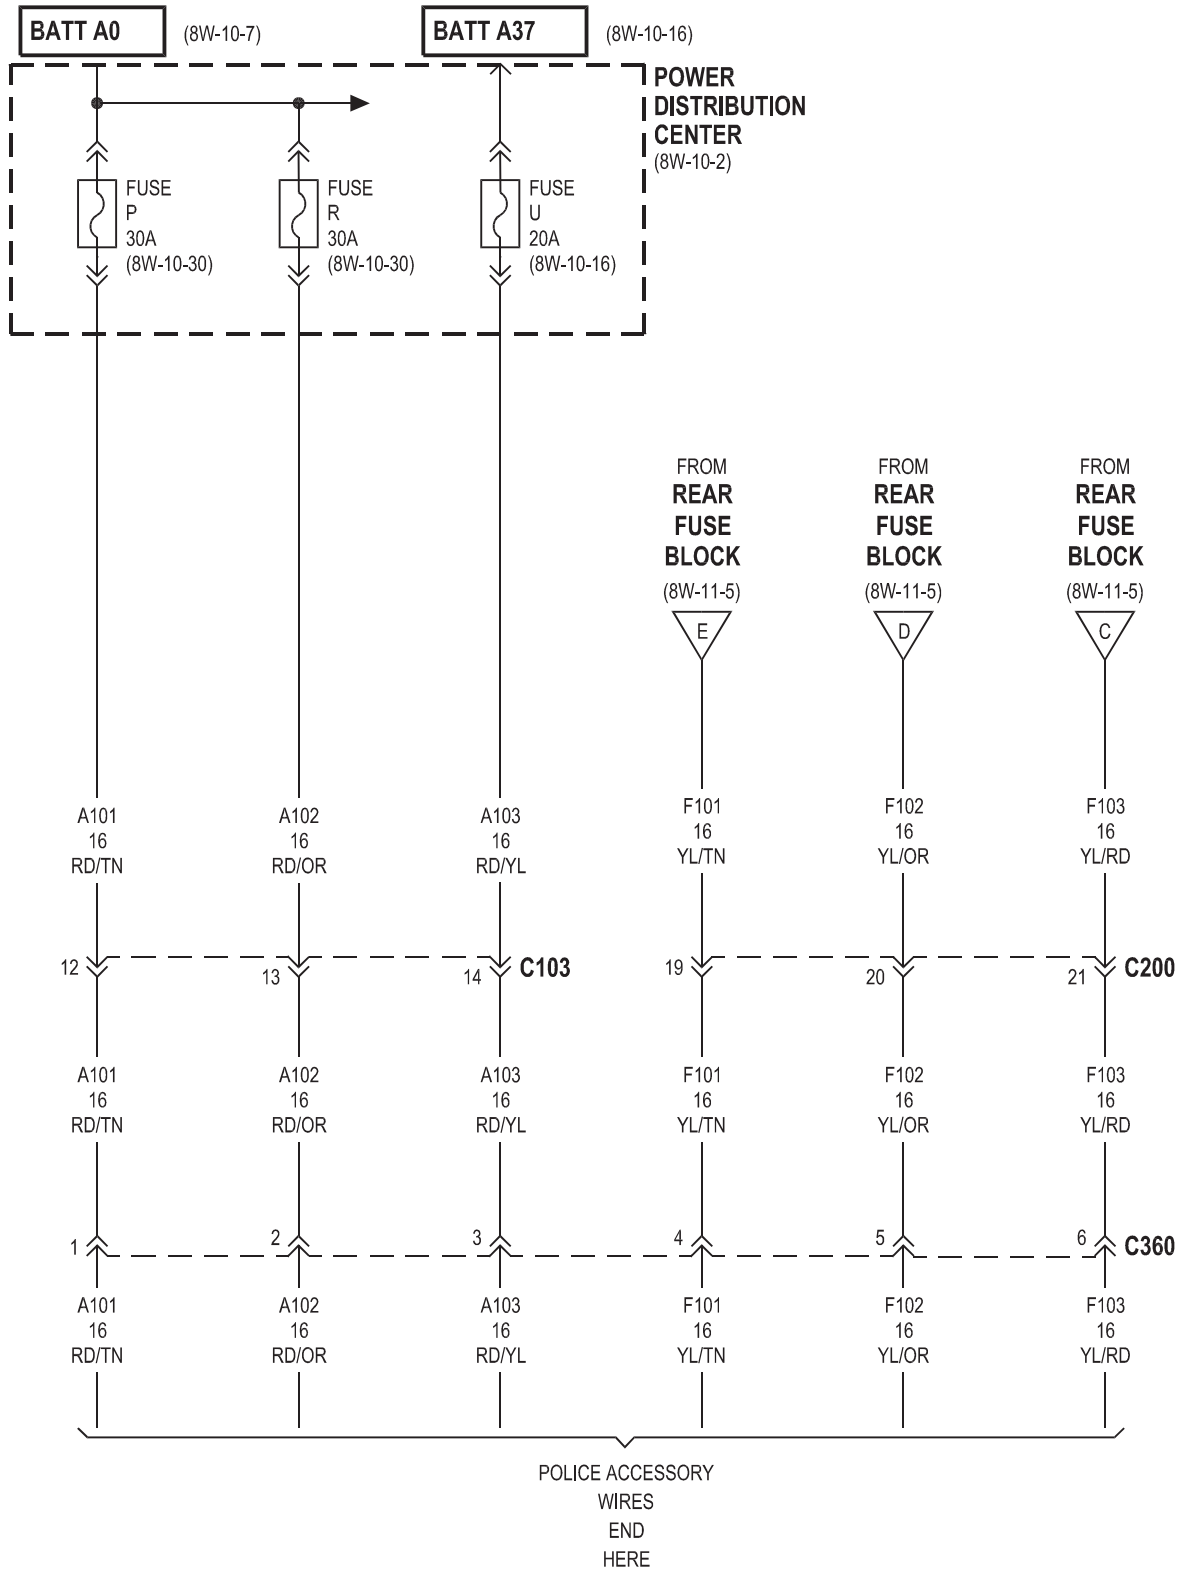 BATT A0 (8W-10-7) BATT A37 (8W-10-16)
POWER
DISTRIBUTION
CENTER
(8W-10-2)
FUSE
P
30A
(8W-10-30)
FUSE
R
30A
(8W-10-30)
FUSE
U
20A
(8W-10-16)
FROM
REAR
FUSE
BLOCK
(8W-11-5)
E
FROM
REAR
FUSE
BLOCK
(8W-11-5)
D
FROM
REAR
FUSE
BLOCK
(8W-11-5)
C
A101 A102 A103 F101 F102 F103
16 16 16 16 16 16
RD/TN RD/OR RD/YL YL/TN YL/OR YL/RD
12 13 14 C103 19 20 21 C200
A101 A102 A103 F101 F102 F103
16 16 16 16 16 16
RD/TN RD/OR RD/YL YL/TN YL/OR YL/RD
1 2 3 4 5 6 C360
A101 A102 A103 F101 F102 F103
16 16 16 16 16 16
RD/TN RD/OR RD/YL YL/TN YL/OR YL/RD
POLICE ACCESSORY
WIRES
END
HERE